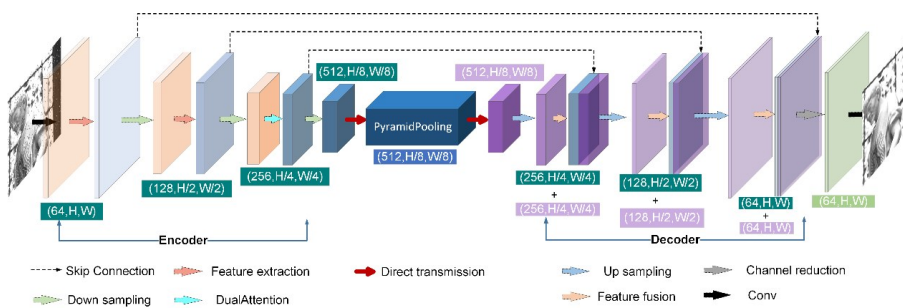 (512,H/8,W/8)
(512,H/8,W/8)
PyramidPooling
(512,H/8,W/8)
(256,H/4,W/4)
(256,H/4,W/4)
(128,H/2,W/2)
(128,H/2,W/2)
+
+
(64,H,W)
(64,H,W)
(64,H,W)
+
(256,H/4,W/4)
(128,H/2,W/2)
(64,H,W)
Encoder
Decoder
Skip Connection
Feature extraction
Direct transmission
Up sampling
Channel reduction
Down sampling
DualAttention
Feature fusion
Conv